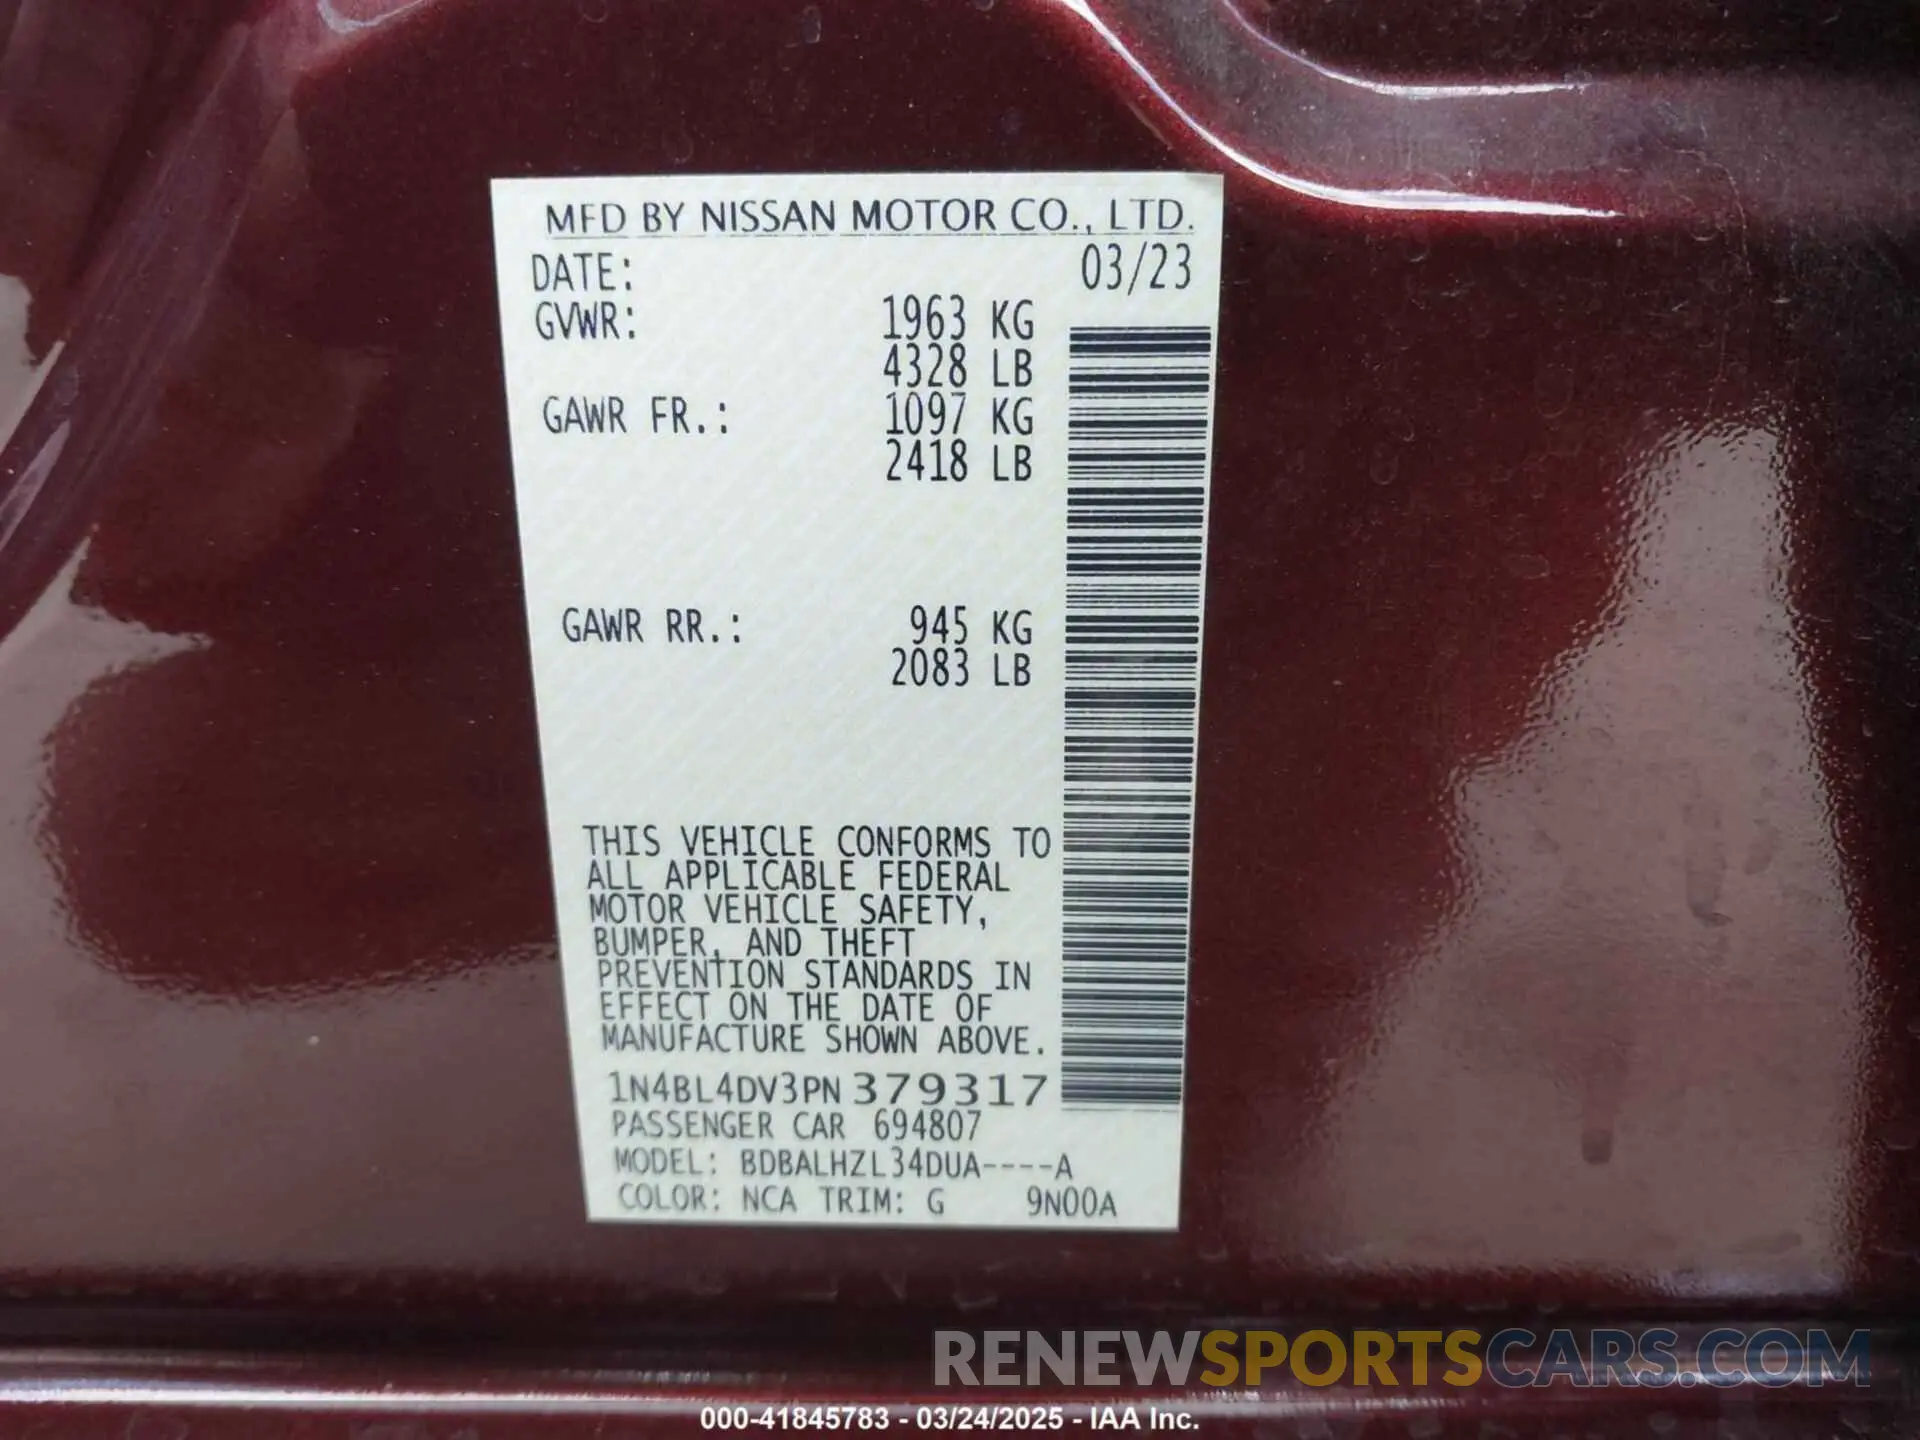 MFD BY NISSAN MOTOR CO., LTD.
DATE: 03/23
GVWR: 1963 KG
4328 LB
GAWR FR.: 1097 KG
2418 LB
GAWR RR.: 945 KG
2083 LB
THIS VEHICLE CONFORMS TO
ALL APPLICABLE FEDERAL
MOTOR VEHICLE SAFETY,
BUMPER, AND THEFT
PREVENTION STANDARDS IN
EFFECT ON THE DATE OF
MANUFACTURE SHOWN ABOVE.
1N4BL4DV3PN379317
PASSENGER CAR 694807
MODEL: BDBALHZL34DUA----A
COLOR: NCA TRIM: G 9N00A
RENEWSPORTSCARS.COM
000-41845783 - 03/24/2025 - IAA Inc.